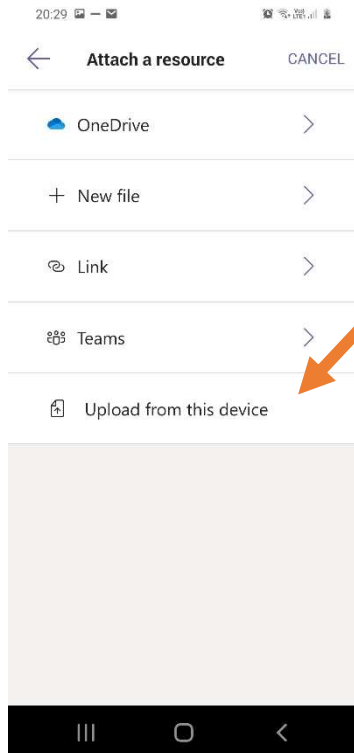 20:29
Attach a resource CANCEL
OneDrive
New file
Link
Teams
Upload from this device